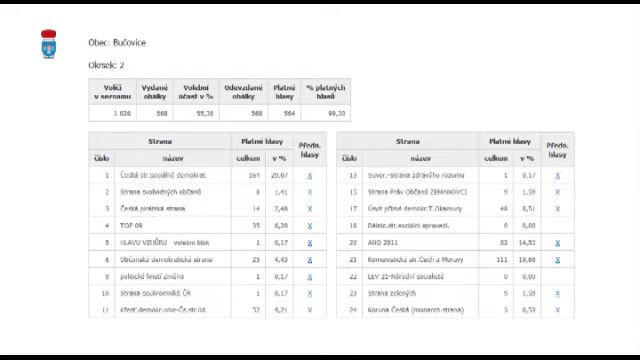 Obec: Bučovice
Okrsek: 2
Voliči v seznamu Vydané obálky Volební účast v % Odevzdané obálky Platné hlasy % platných hlasů
1 026 568 55,36 568 564 99,30
Strana Platné hlasy Předn. hlasy
číslo název celkem v %
1 Česká str.sociálně demokrat. 164 29,07 X
2 Strana svobodných občanů 8 1,41 X
3 Česká pirátská strana 14 2,48 X
4 TOP 09 35 6,20 X
5 HLAVU VZHŮRU - volební blok 1 0,17 X
6 Občanská demokratická strana 25 4,43 X
9 politické hnutí Změna 1 0,17 X
10 Strana soukromníků ČR 1 0,17 X
11 Křesť.demokr.unie-Čs.str.lid. 52 9,21 X
Strana Platné hlasy Předn. hlasy
číslo název celkem v %
13 Suver.-Strana zdravého rozumu 1 0,17 X
15 Strana Práv Občanů ZEMANOVCI 9 1,59 X
17 Úsvit přímé demokr.T.Okamury 48 8,51 X
18 Dělnic.str.sociální spravedl. 0 0,00
20 ANO 2011 82 14,53 X
21 Komunistická str.Čech a Moravy 111 19,68 X
22 LEV 21-Národní socialisté 0 0,00
23 Strana zelených 9 1,59 X
24 Koruna Česká (monarch.strana) 3 0,53 X